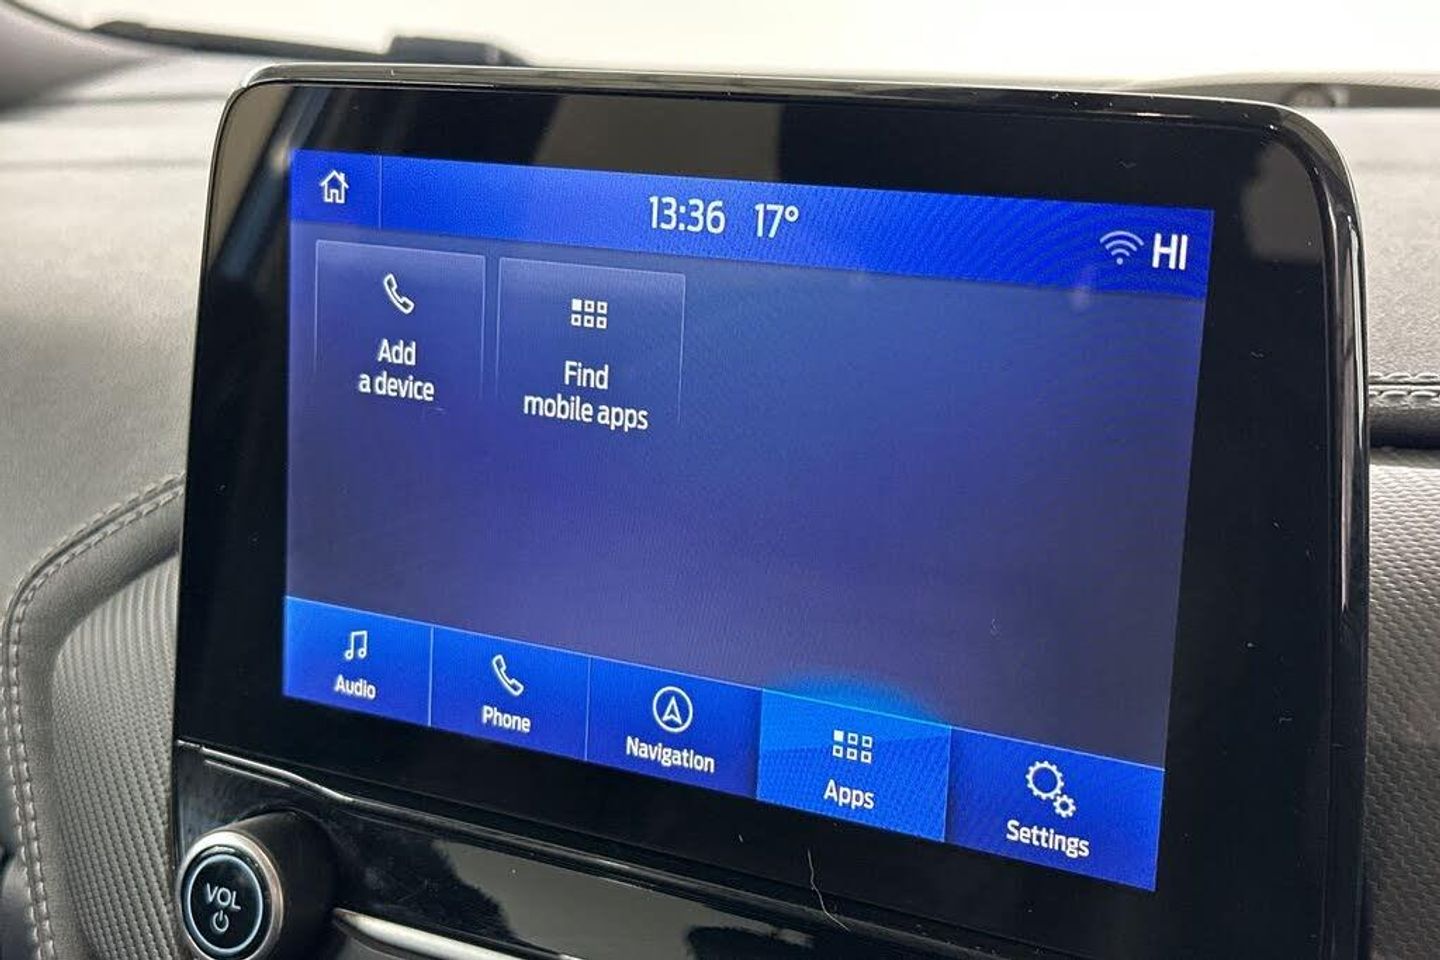 13:36 17° HI
Add
a device
Find
mobile apps
Audio
Phone
Navigation
Apps
Settings
VOL